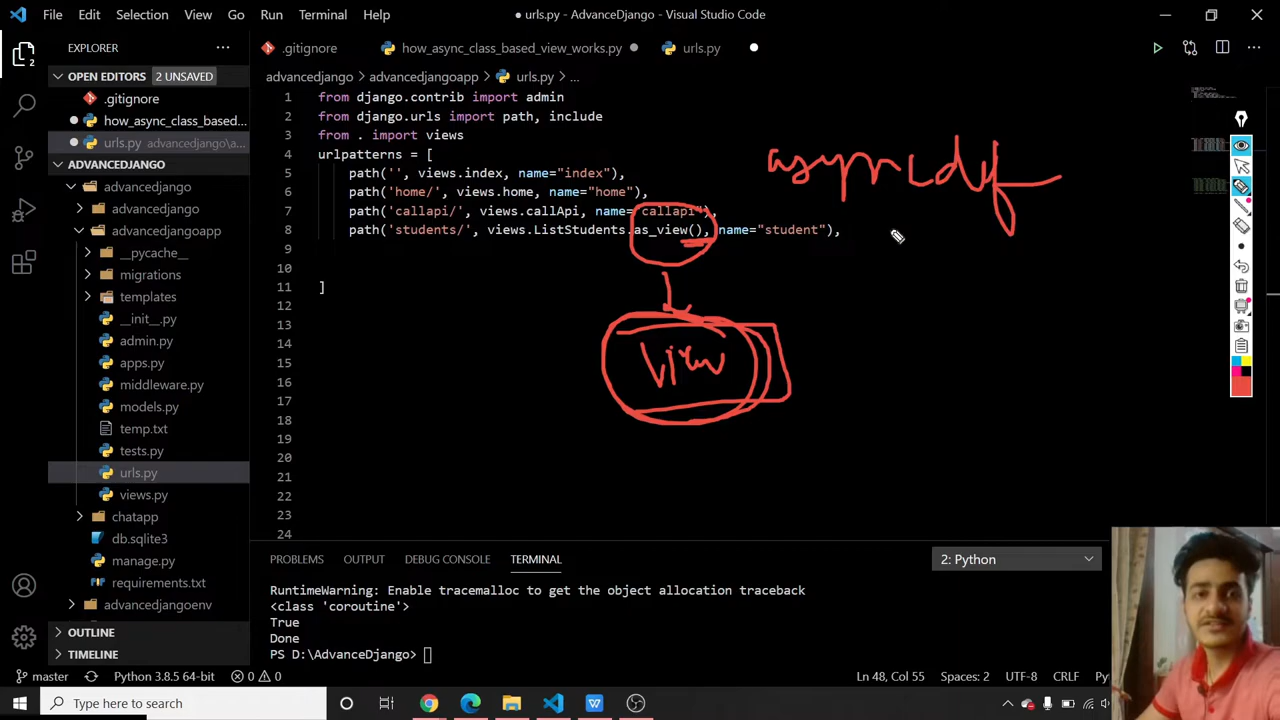 File Edit Selection View Go Run Terminal Help
urls.py - AdvanceDjango - Visual Studio Code
EXPLORER
OPEN EDITORS 2 UNSAVED
.gitignore
how_async_class_based...
urls.py advancedjango\a...
ADVANCEDJANGO
advancedjango
advancedjango
advancedjangoapp
__pycache__
migrations
templates
__init__.py
admin.py
apps.py
middleware.py
models.py
temp.txt
tests.py
urls.py
views.py
chatapp
db.sqlite3
manage.py
requirements.txt
advancedjangoenv
OUTLINE
TIMELINE
.gitignore how_async_class_based_view_works.py urls.py
advancedjango advancedjangoapp urls.py ...
1 from django.contrib import admin
2 from django.urls import path, include
3 from . import views
4 urlpatterns = [
5 path('', views.index, name="index"),
6 path('home/', views.home, name="home"),
7 path('callapi/', views.callApi, name="callapi"),
8 path('students/', views.ListStudents.as_view(), name="student"),
9
10
11 ]
12
13
14
15
16
17
18
19
20
21
22
23
24
async def
View
PROBLEMS OUTPUT DEBUG CONSOLE TERMINAL
2: Python
RuntimeWarning: Enable tracemalloc to get the object allocation traceback
<class 'coroutine'>
True
Done
PS D:\AdvanceDjango>
2
master Python 3.8.5 64-bit 0 0 Ln 48, Col 55 Spaces: 2 UTF-8 CRLF
Type here to search